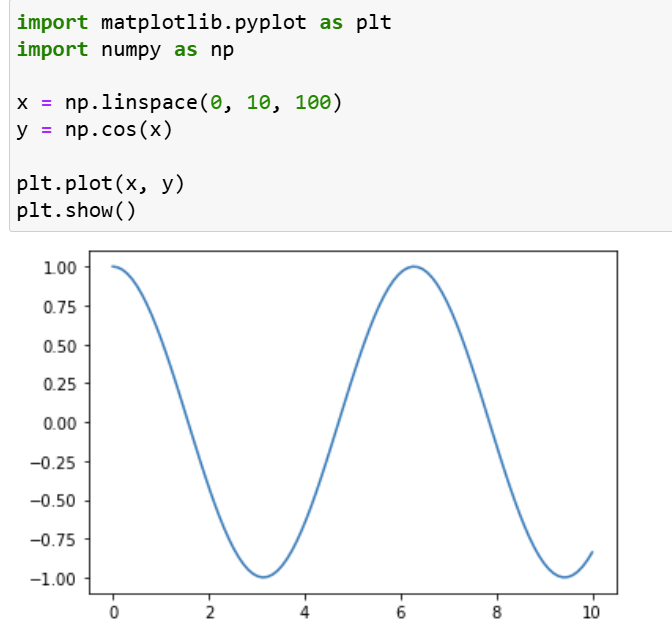 import matplotlib.pyplot as plt
import numpy as np
x = np.linspace(0, 10, 100)
y = np.cos(x)
plt.plot(x, y)
plt.show()
1.00
0.75
0.50
0.25
0.00
−0.25
−0.50
−0.75
−1.00
0 2 4 6 8 10